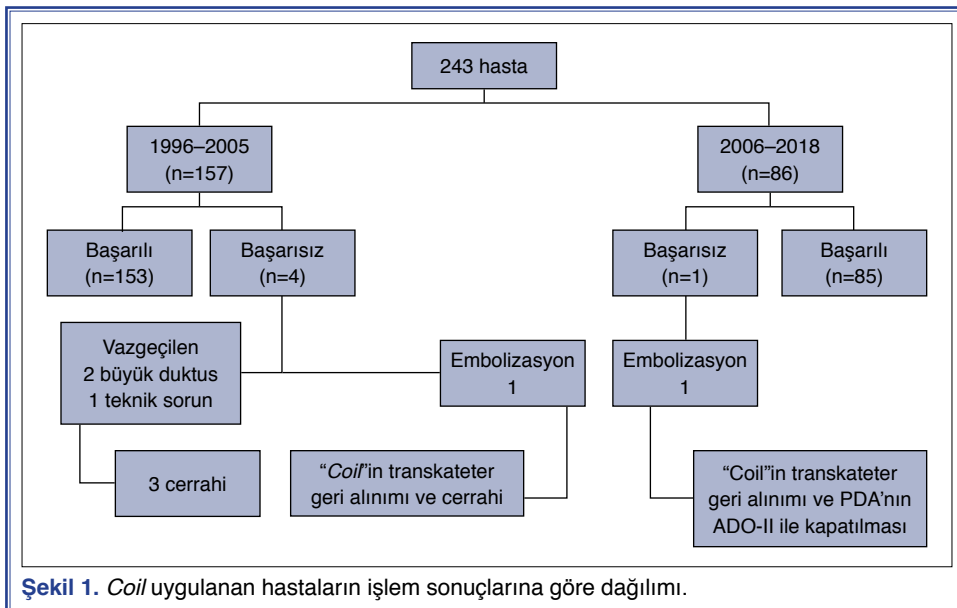 243 hasta
1996–2005
(n=157)
2006–2018
(n=86)
Başarılı
(n=153)
Başarısız
(n=4)
Başarısız
(n=1)
Başarılı
(n=85)
Vazgeçilen
2 büyük duktus
1 teknik sorun
Embolizasyon
1
Embolizasyon
1
3 cerrahi
“Coil”in transkateter
geri alınımı ve cerrahi
“Coil”in transkateter
geri alınımı ve PDA’nın
ADO-II ile kapatılması
Şekil 1. Coil uygulanan hastaların işlem sonuçlarına göre dağılımı.